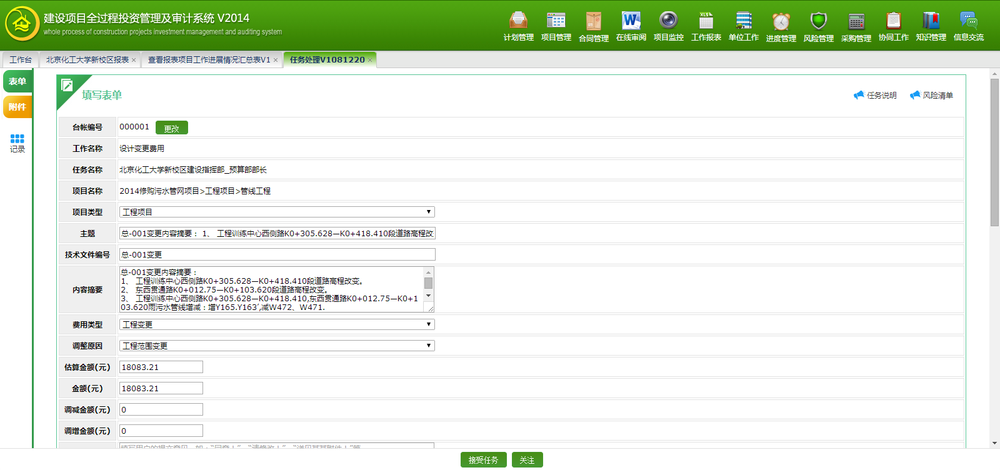 建设项目全过程投资管理及审计系统 V2014
whole process of construction projects investment management and auditing system
计划管理 项目管理 合同管理 在线审阅 项目监控 工作报表 单位工作 进度管理 风险管理 采购管理 协同工作 知识管理 信息交流
工作台 北京化工大学新校区报表 × 查看报表项目工作进展情况汇总表V1 × 任务处理V1081220 ×
表单
附件
记录
填写表单
任务说明 风险清单
台帐编号 000001 更改
工作名称 设计变更费用
任务名称 北京化工大学新校区建设指挥部_预算部部长
项目名称 2014修购污水管网项目>工程项目>管线工程
项目类型 工程项目
主题 总-001变更内容摘要： 1、 工程训练中心西侧路K0+305.628—K0+418.410段道路高程改
技术文件编号 总-001变更
内容摘要 总-001变更内容摘要：
1、 工程训练中心西侧路K0+305.628—K0+418.410段道路高程改变。
2、 东西贯通路K0+012.75—K0+103.620段道路高程改变。
3、 工程训练中心西侧路K0+305.628—K0+418.410,东西贯通路K0+012.75—K0+1
03.620雨污水管线增减：增Y165.Y163′,减W472、W471.
费用类型 工程变更
调整原因 工程范围变更
估算金额(元) 18083.21
金额(元) 18083.21
调减金额(元) 0
调增金额(元) 0
接受任务 关注